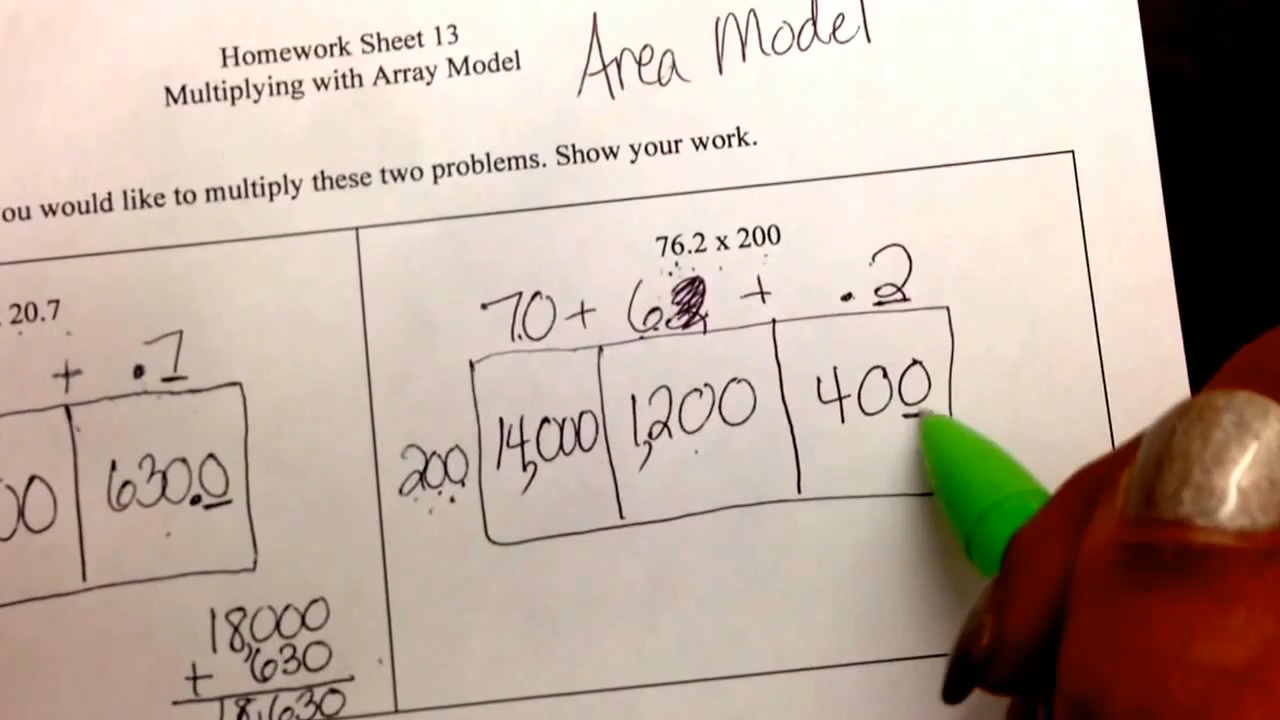 Homework Sheet 13
Multiplying with Array Model
Area Model
ou would like to multiply these two problems. Show your work.
20.7
+ .7
00 630.0
18,000
+ 630
18,630
76.2 x 200
70 + 6 + .2
200 14,000 1,200 400